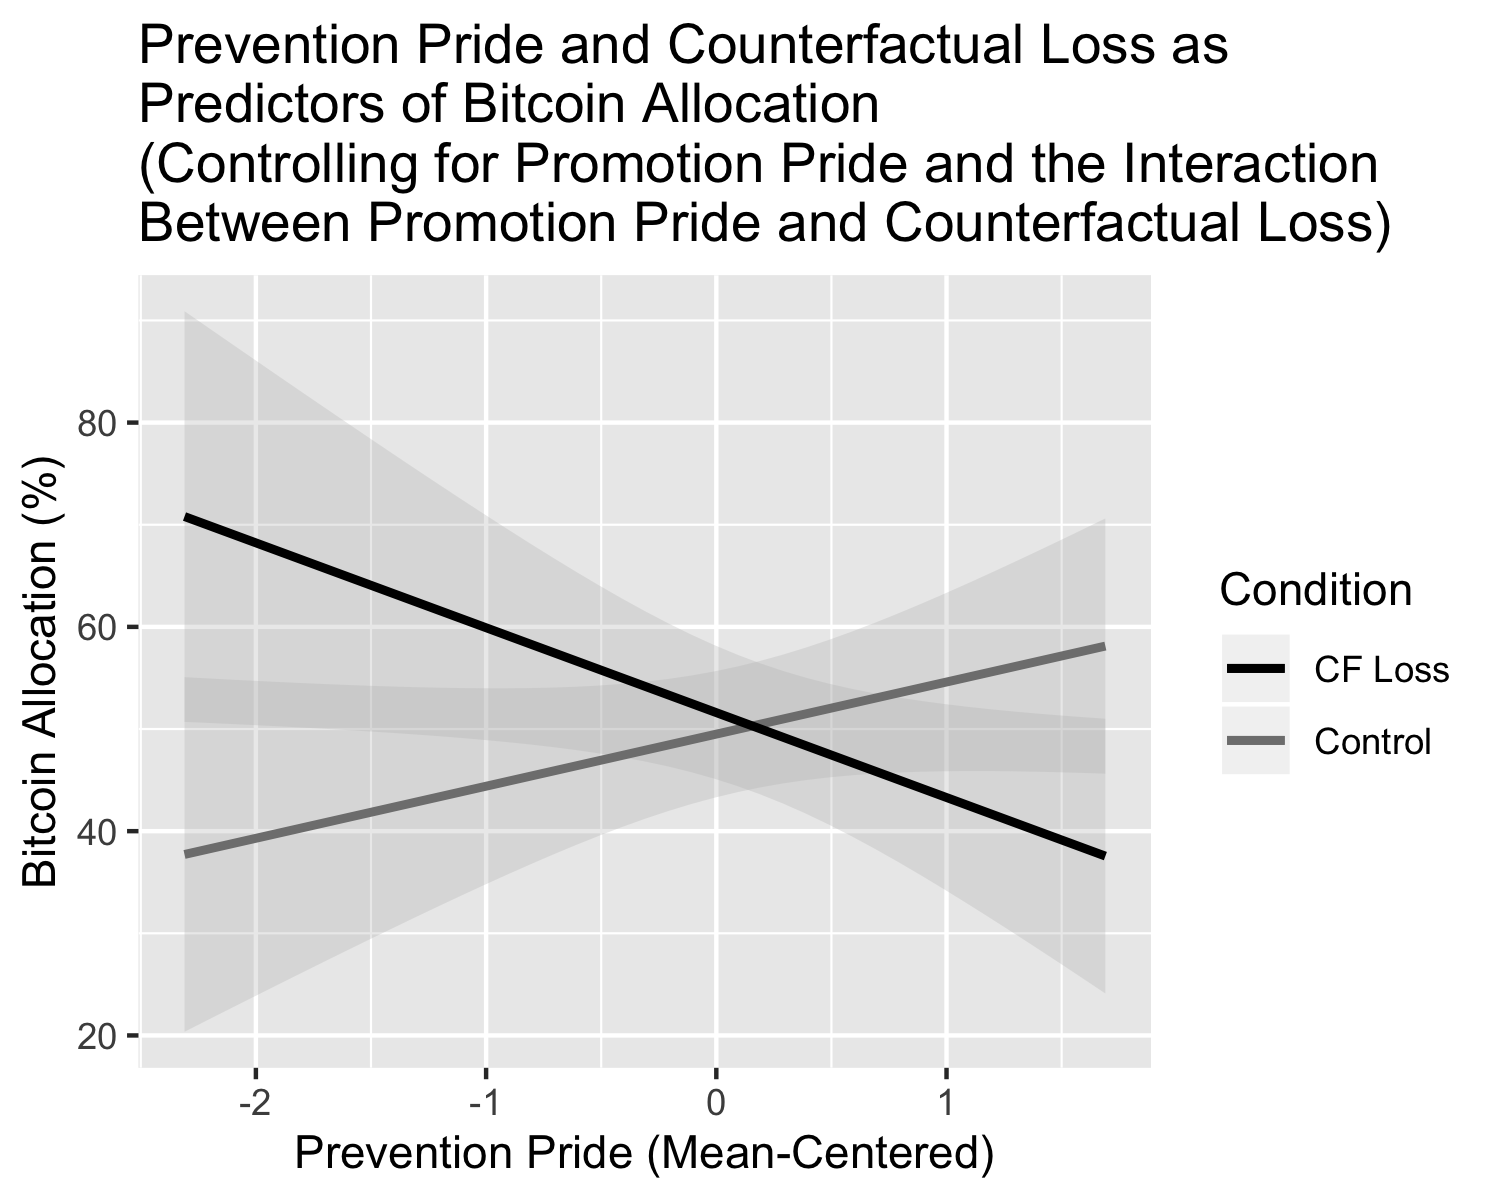 Prevention Pride and Counterfactual Loss as
Predictors of Bitcoin Allocation
(Controlling for Promotion Pride and the Interaction
Between Promotion Pride and Counterfactual Loss)
Bitcoin Allocation (%)
80
60
40
20
-2
-1
0
1
Prevention Pride (Mean-Centered)
Condition
CF Loss
Control